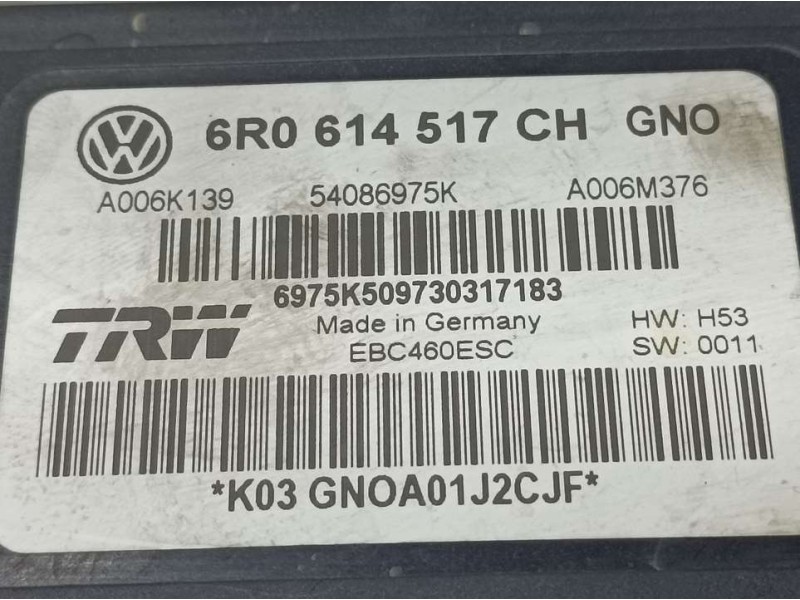 6R0 614 517 CH GNO
A006K139 54086975K A006M376
6975K509730317183
TRW Made in Germany HW: H53
EBC460ESC SW: 0011
*K03 GNOA01J2CJF*